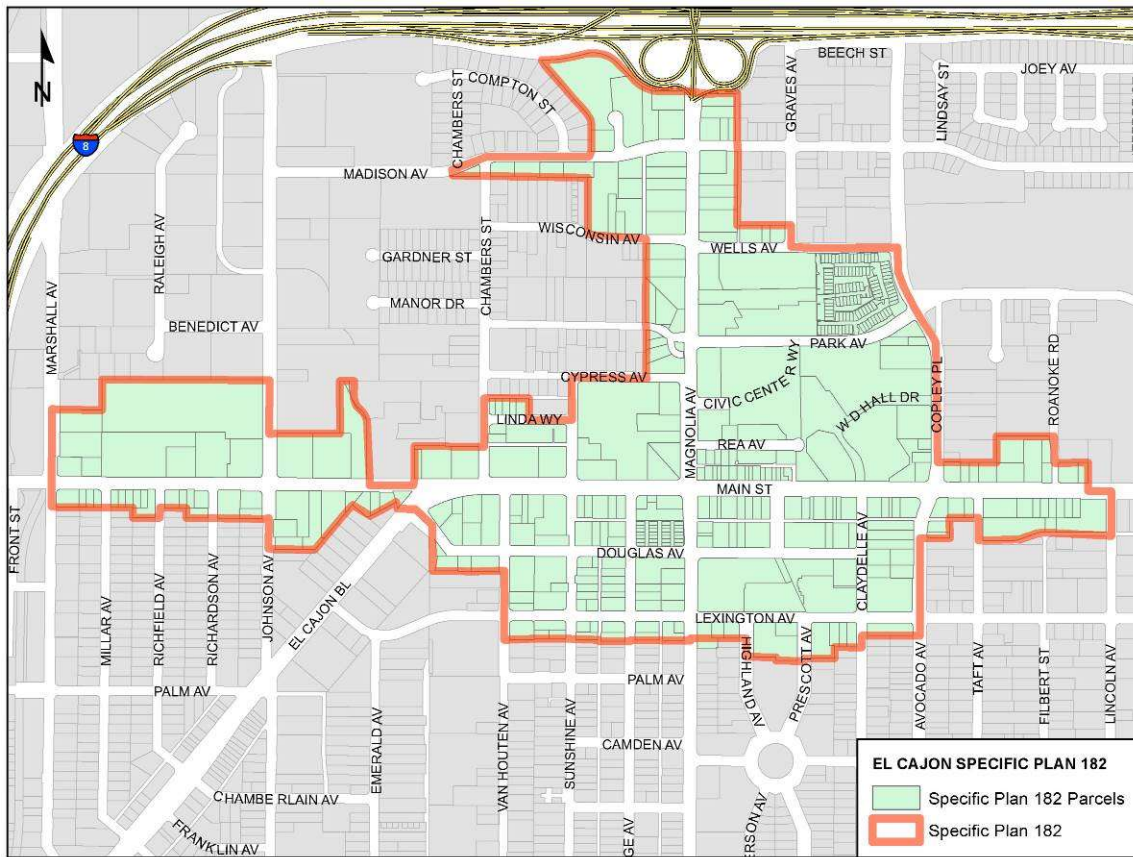 BEECH ST
JOEY AV
COMPTON ST
CHAMBERS ST
GRAVES AV
LINDSAY ST
N
8
MADISON AV
RALEIGH AV
WISCONSIN AV
WELLS AV
GARDNER ST
CHAMBERS ST
MANOR DR
MARSHALL AV
BENEDICT AV
PARK AV
CYPRESS AV
CIVIC CENTER WY
W D HALL DR
COPLEY PL
ROANOKE RD
LINDA WY
MAGNOLIA AV
REA AV
MAIN ST
FRONT ST
DOUGLAS AV
CLAYDELLE AV
MILLAR AV
RICHFIELD AV
RICHARDSON AV
JOHNSON AV
EL CAJON BL
LEXINGTON AV
HIGHLAND AV
PRESCOTT AV
AVOCADO AV
TAFT AV
FILBERT ST
LINCOLN AV
PALM AV
PALM AV
EMERALD AV
VAN HOUTEN AV
SUNSHINE AV
CAMDEN AV
CHAMBERLAIN AV
FRANKLIN AV
GE AV
ERSON AV
EL CAJON SPECIFIC PLAN 182
Specific Plan 182 Parcels
Specific Plan 182